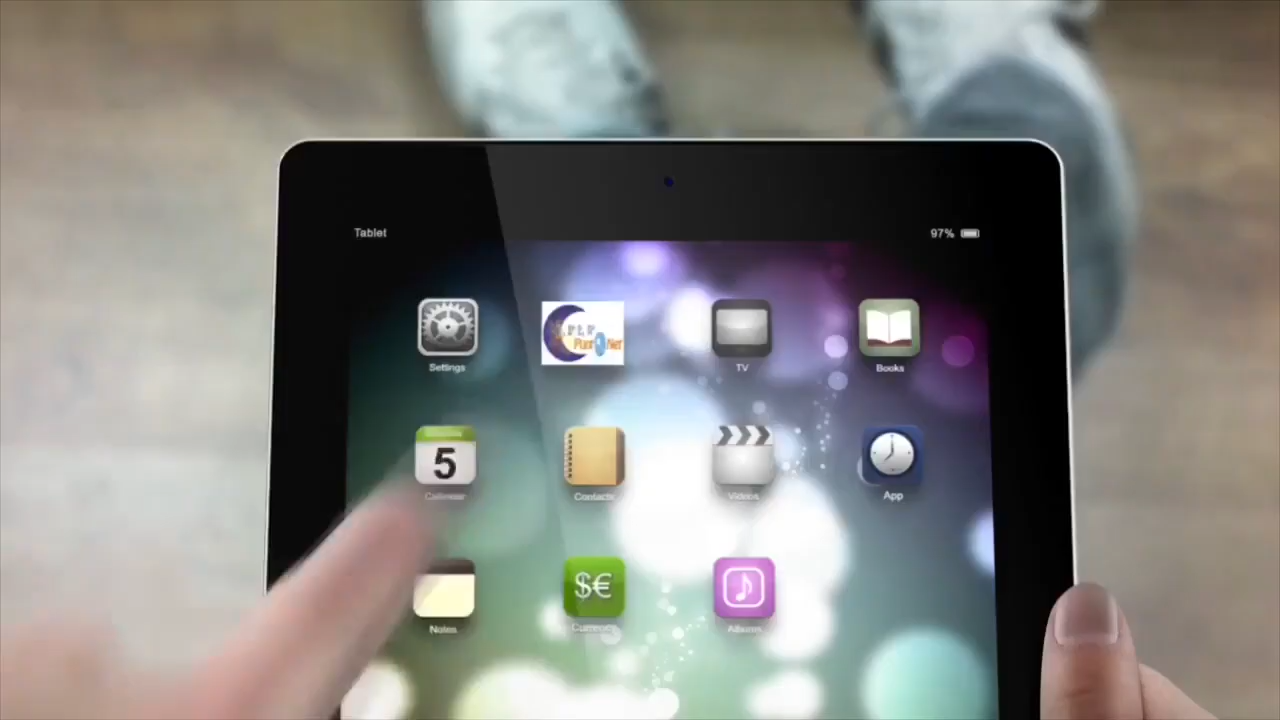 Tablet
97%
Settings
TV
Books
5
Calendar
Contacts
Videos
App
Notes
$€
Currency
Albums